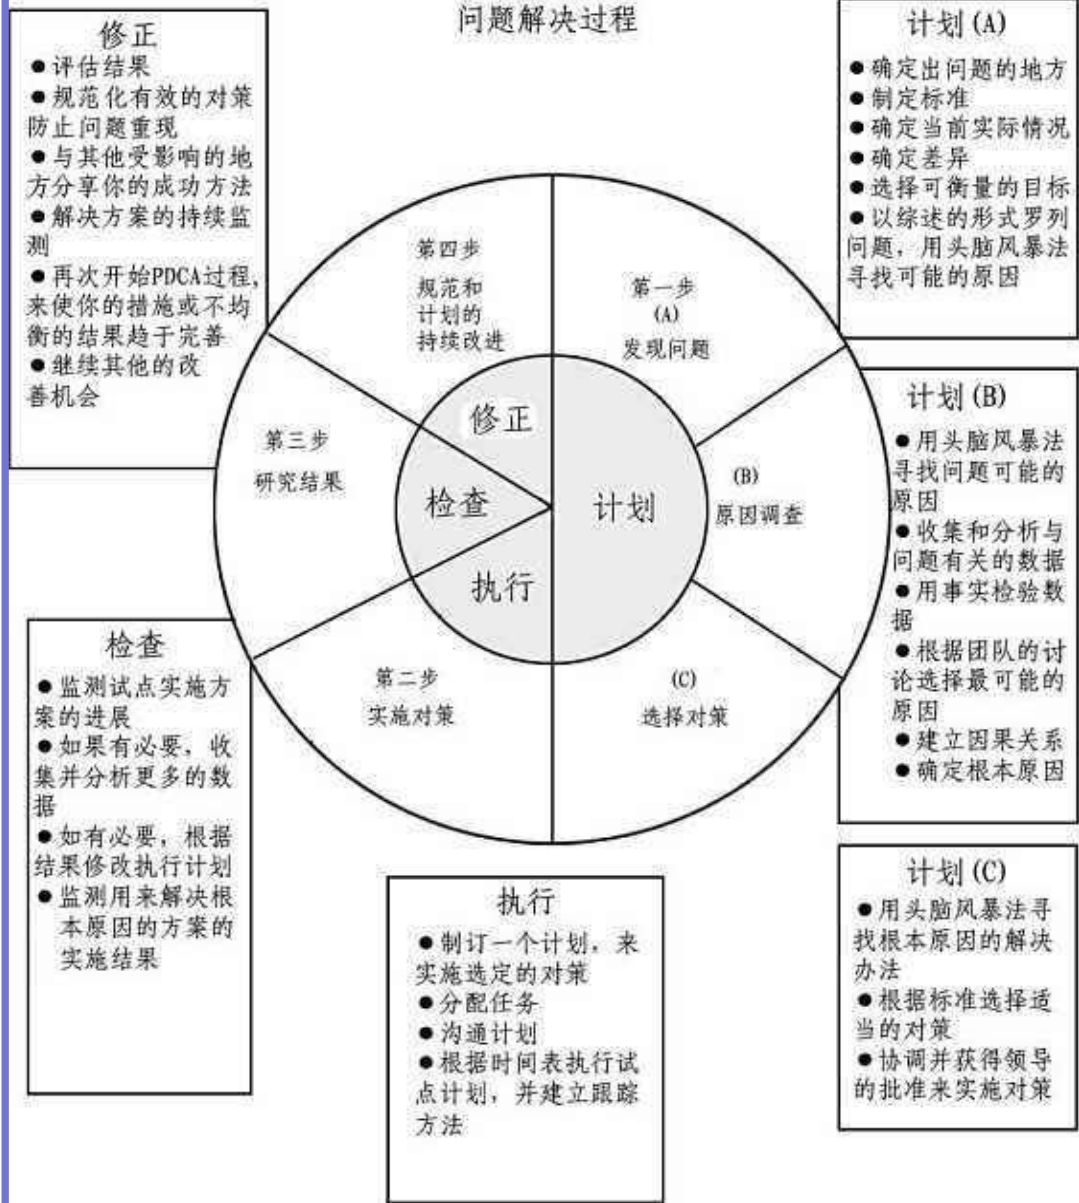 问题解决过程
修正
●评估结果
●规范化有效的对策
防止问题重现
●与其他受影响的地
方分享你的成功方法
●解决方案的持续监
测
●再次开始PDCA过程,
来使你的措施或不均
衡的结果趋于完善
●继续其他的改
善机会
计划(A)
●确定出问题的地方
●制定标准
●确定当前实际情况
●确定差异
●选择可衡量的目标
●以综述的形式罗列
问题，用头脑风暴法
寻找可能的原因
第四步
规范和
计划的
持续改进
第一步
(A)
发现问题
修正
第三步
研究结果
检查
计划
执行
(B)
原因调查
第二步
实施对策
(C)
选择对策
计划(B)
●用头脑风暴法
寻找问题可能的
原因
●收集和分析与
问题有关的数据
●用事实检验数
据
●根据团队的讨
论选择最可能的
原因
●建立因果关系
●确定根本原因
检查
●监测试点实施方
案的进展
●如果有必要，收
集并分析更多的数
据
●如有必要，根据
结果修改执行计划
●监测用来解决根
本原因的方案的
实施结果
执行
●制订一个计划，来
实施选定的对策
●分配任务
●沟通计划
●根据时间表执行试
点计划，并建立跟踪
方法
计划(C)
●用头脑风暴法寻
找根本原因的解决
办法
●根据标准选择适
当的对策
●协调并获得领导
的批准来实施对策